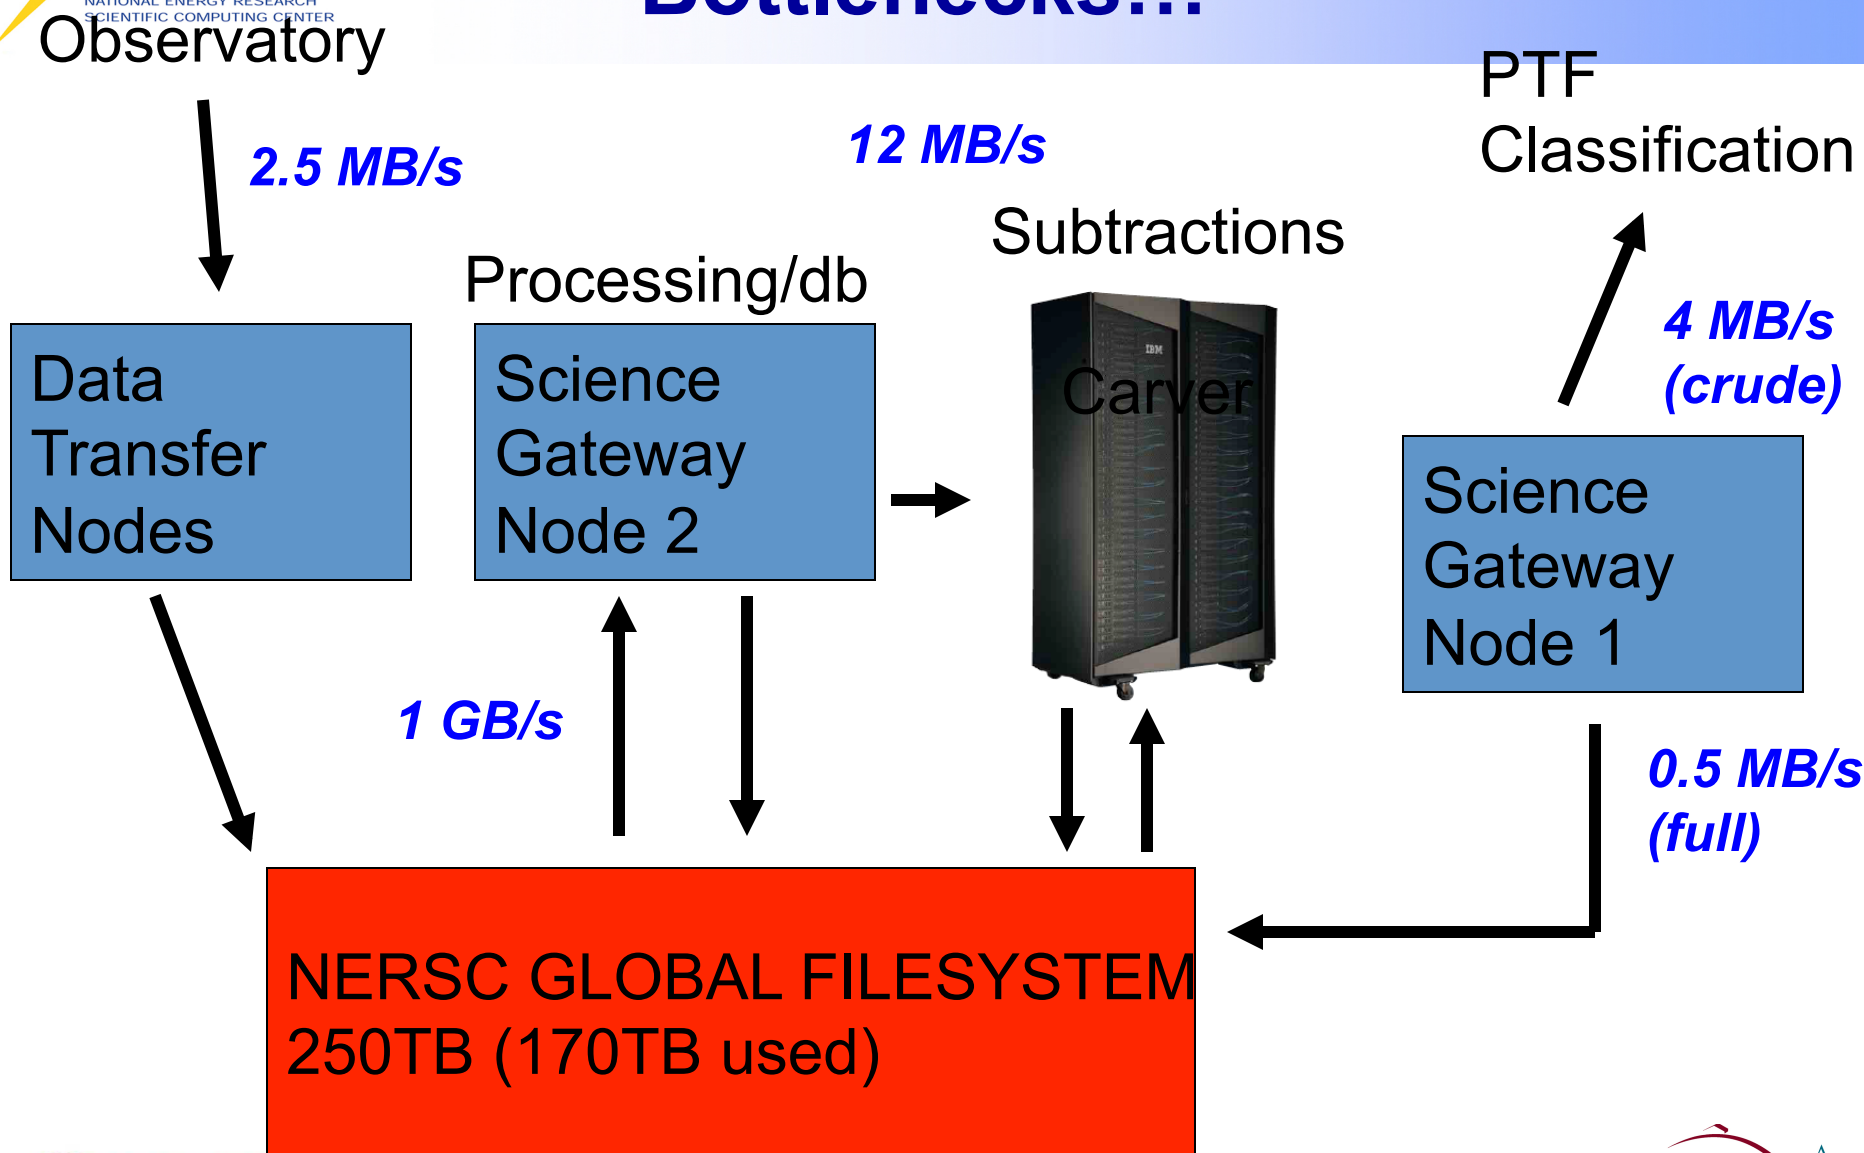 NATIONAL ENERGY RESEARCH
SCIENTIFIC COMPUTING CENTER
Bottlenecks...
Observatory
2.5 MB/s
12 MB/s
PTF
Classification
Subtractions
Processing/db
4 MB/s
(crude)
Data
Transfer
Nodes
Science
Gateway
Node 2
IBM
Carver
Science
Gateway
Node 1
1 GB/s
0.5 MB/s
(full)
NERSC GLOBAL FILESYSTEM
250TB (170TB used)